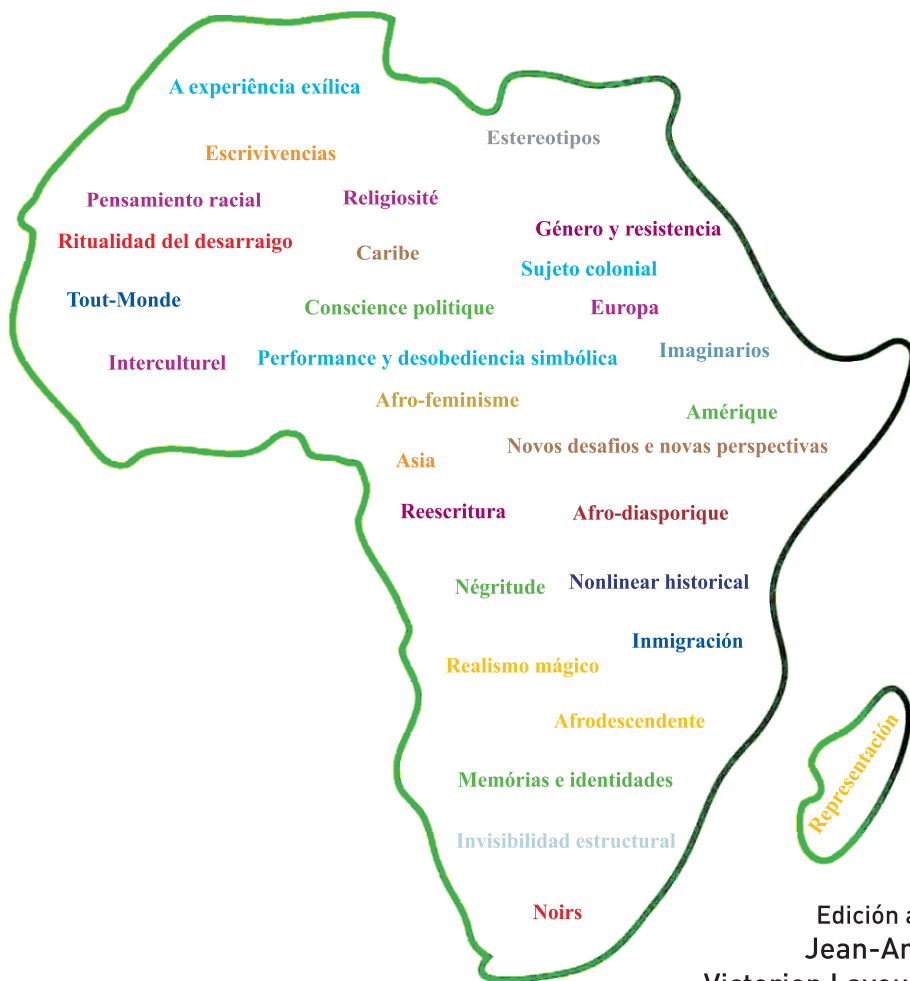 A experiência exílica
Estereotipos
Escrivivencias
Pensamiento racial
Religiosité
Género y resistencia
Ritualidad del desarraigo
Caribe
Sujeto colonial
Tout-Monde
Conscience politique
Europa
Interculturel
Performance y desobediencia simbólica
Imaginarios
Afro-feminisme
Amérique
Novos desafios e novas perspectivas
Asia
Reescritura
Afro-diasporique
Négritude
Nonlinear historical
Inmigración
Realismo mágico
Afrodescendente
Representación
Memórias e identidades
Invisibilidad estructural
Noirs
Edición a
Jean-An
Victorien